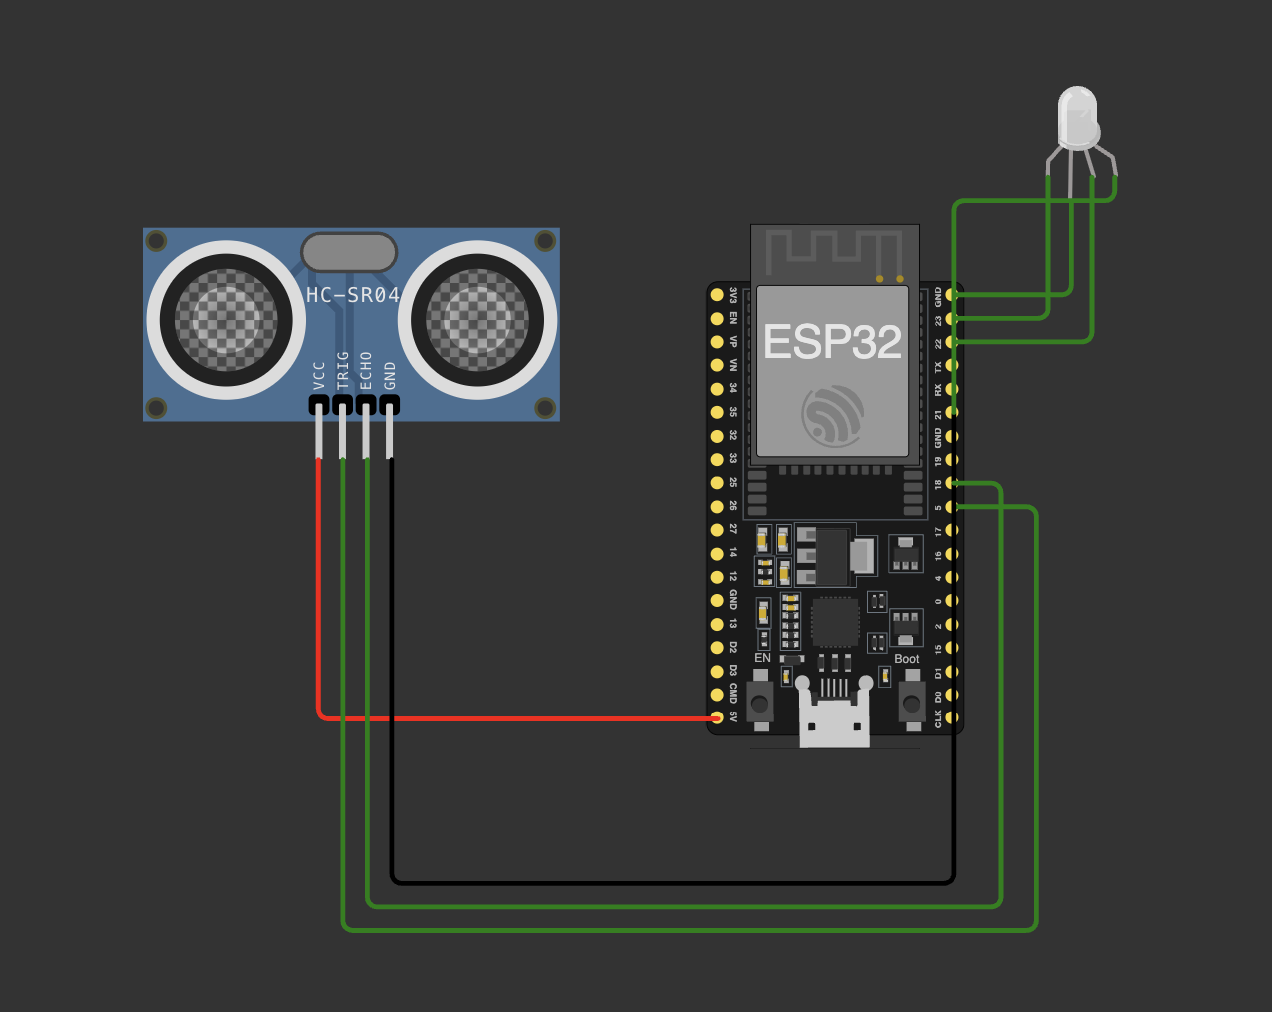 HC-SR04
VCC
TRIG
ECHO
GND
ESP32
3V3
EN
VP
VN
34
35
32
33
25
26
27
14
12
GND
13
D2
D3
CMD
5V
GND
23
22
TX
RX
21
GND
19
18
5
17
16
4
0
2
15
D1
D0
CLK
EN
Boot